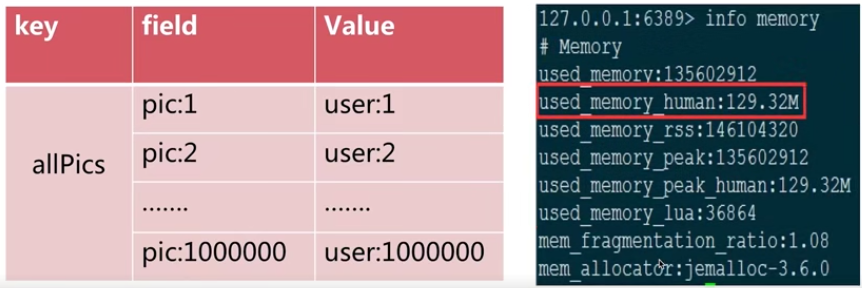 key field Value
allPics
pic:1 user:1
pic:2 user:2
....... .......
pic:1000000 user:1000000
127.0.0.1:6389> info memory
# Memory
used_memory:135602912
used_memory_human:129.32M
used_memory_rss:146104320
used_memory_peak:135602912
used_memory_peak_human:129.32M
used_memory_lua:36864
mem_fragmentation_ratio:1.08
mem_allocator:jemalloc-3.6.0